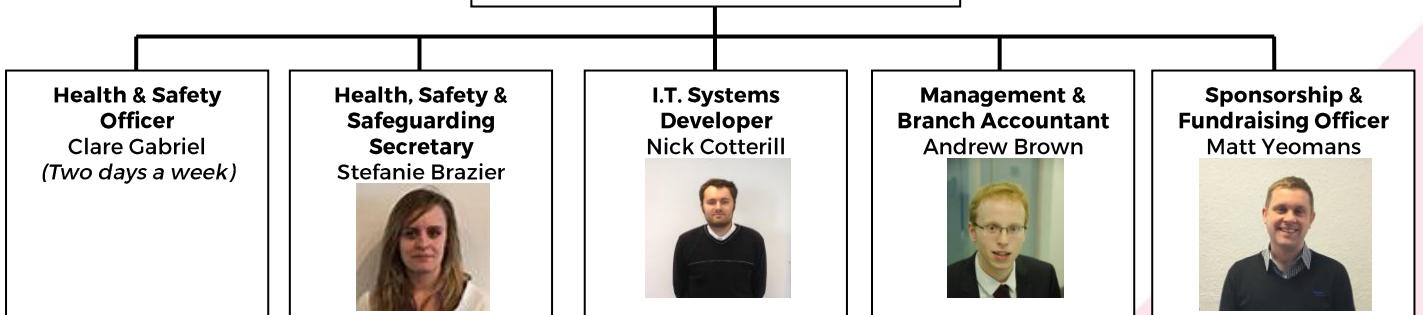 Health & Safety
Officer
Clare Gabriel
(Two days a week)
Health, Safety &
Safeguarding
Secretary
Stefanie Brazier
I.T. Systems
Developer
Nick Cotterill
Management &
Branch Accountant
Andrew Brown
Sponsorship &
Fundraising Officer
Matt Yeomans